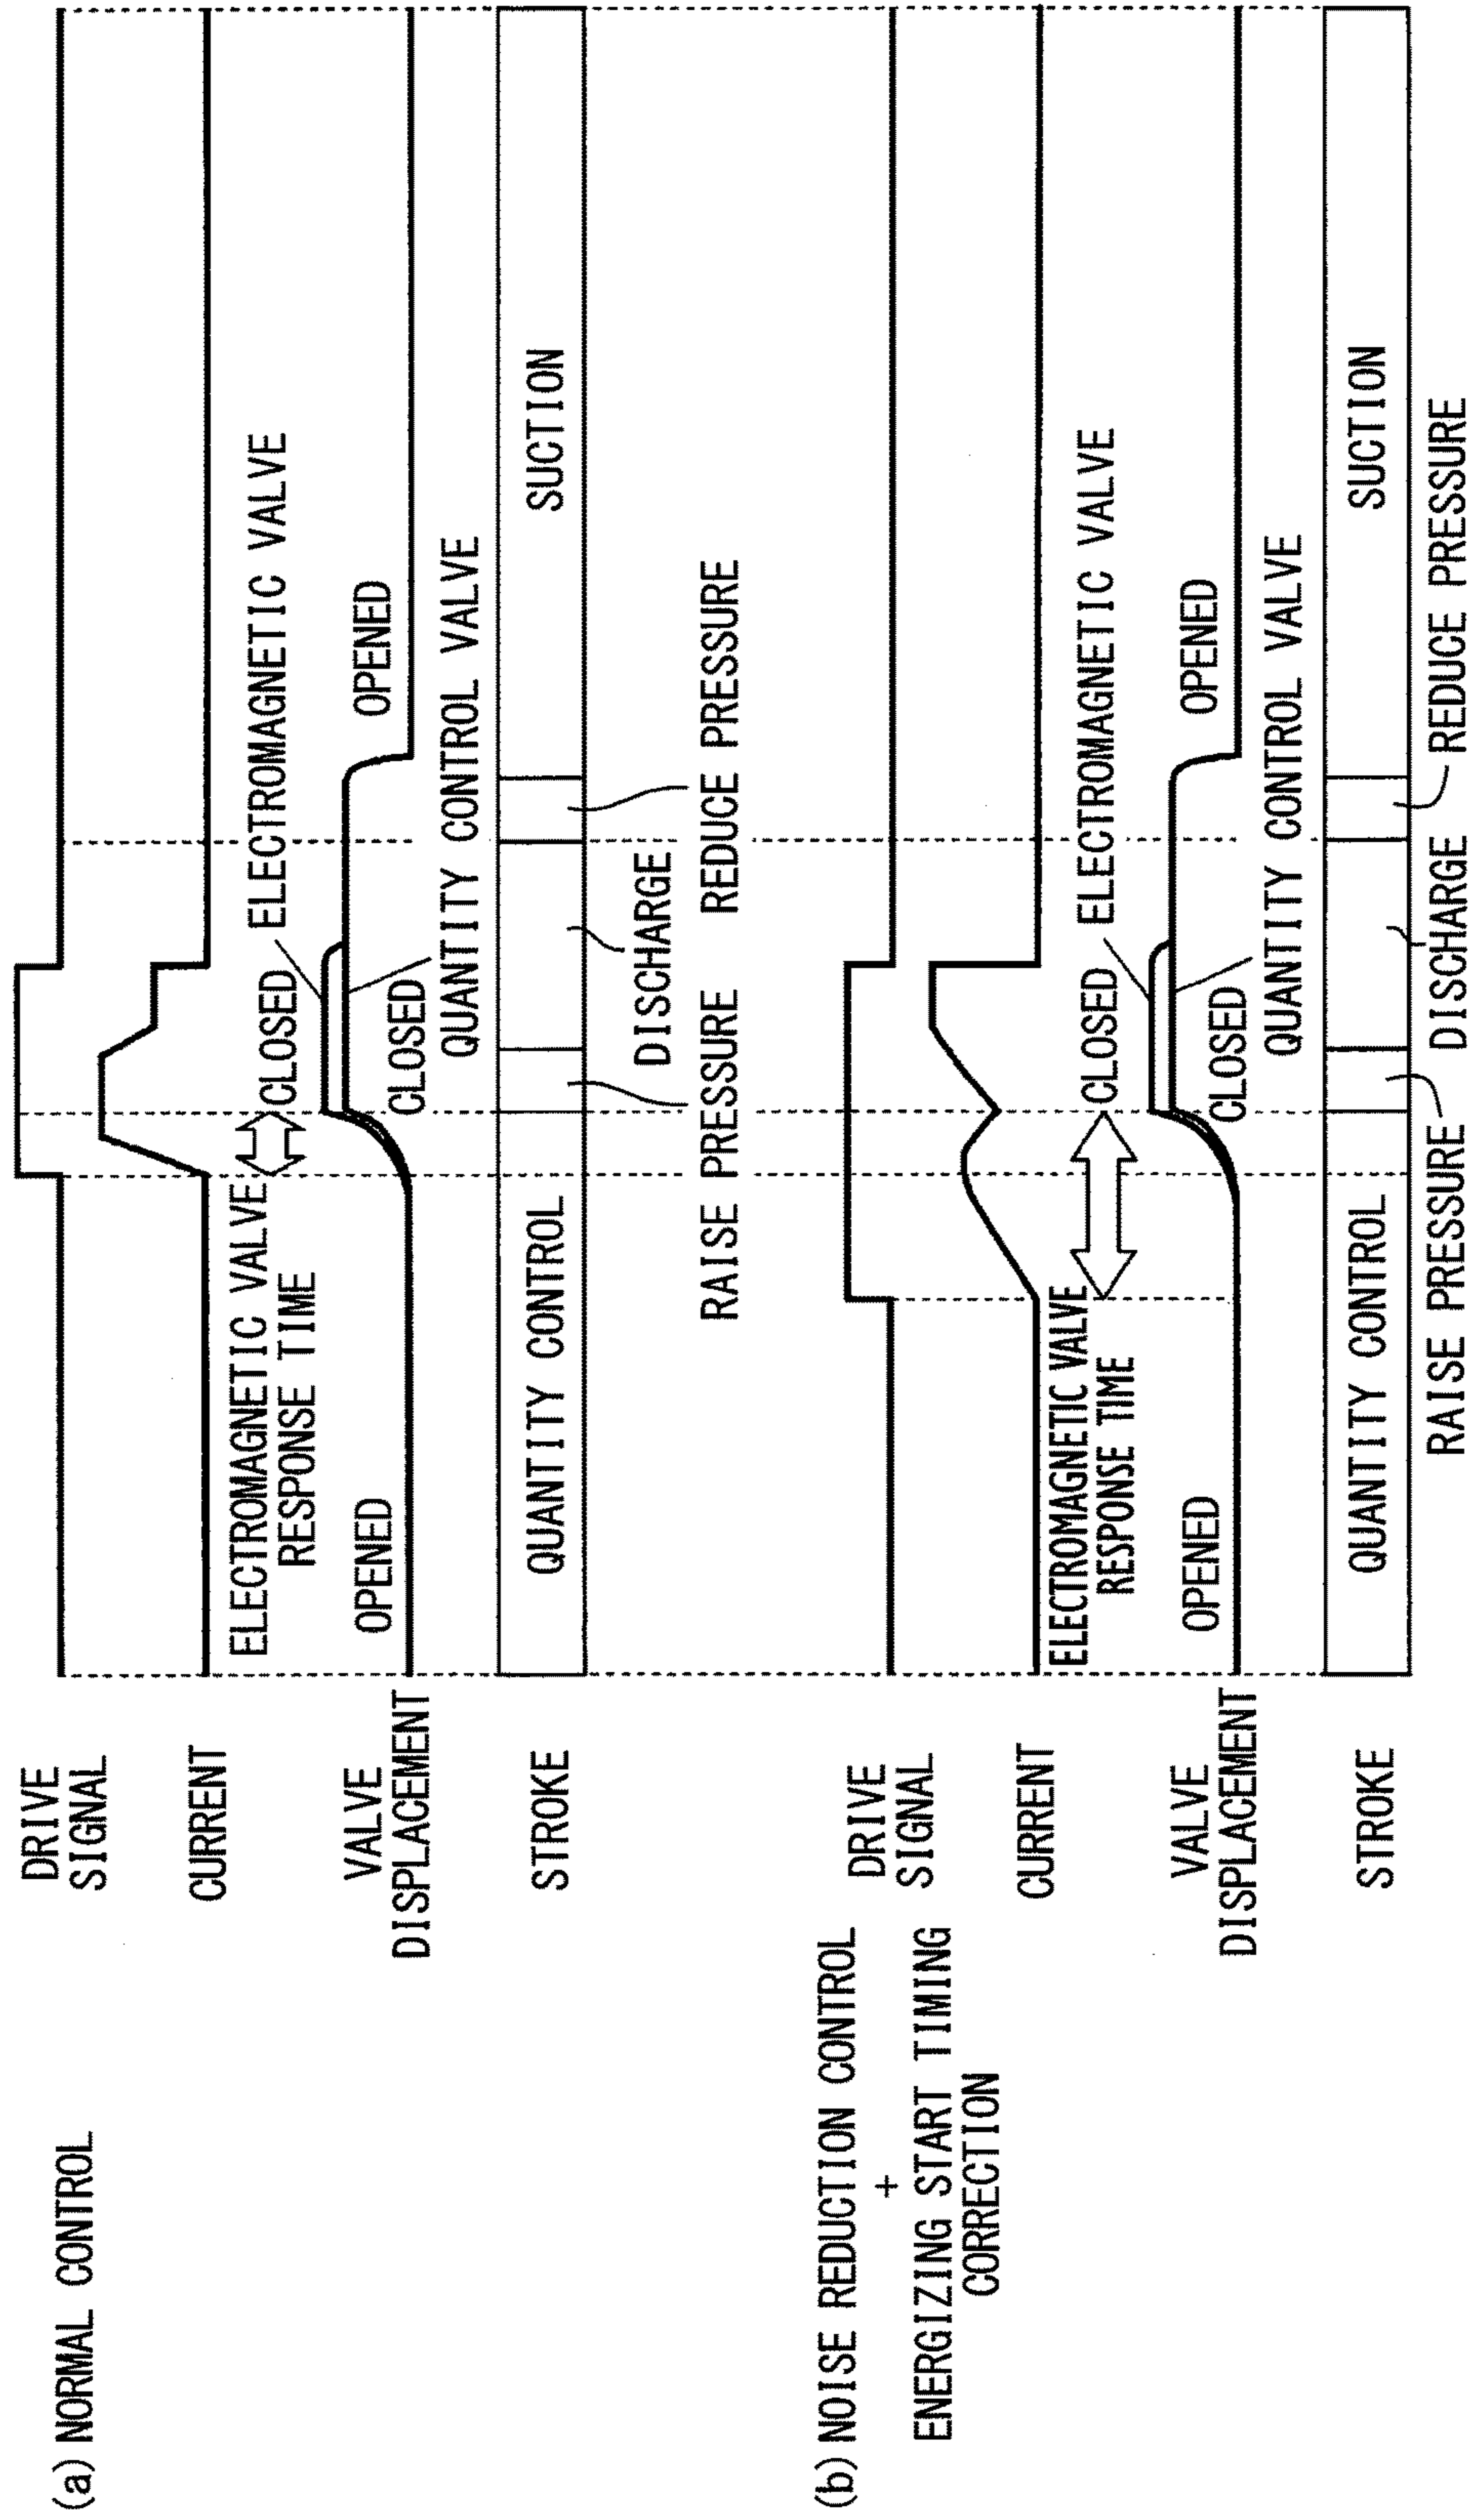 (a) NORMAL CONTROL
DRIVE
SIGNAL
CURRENT
ELECTROMAGNETIC VALVE
RESPONSE TIME
CLOSED
ELECTROMAGNETIC VALVE
VALVE
DISPLACEMENT
OPENED
CLOSED
OPENED
QUANTITY CONTROL VALVE
STROKE
QUANTITY CONTROL
SUCTION
DISCHARGE
RAISE PRESSURE
REDUCE PRESSURE
(b) NOISE REDUCTION CONTROL
+
ENERGIZING START TIMING
CORRECTION
DRIVE
SIGNAL
CURRENT
ELECTROMAGNETIC VALVE
RESPONSE TIME
CLOSED
ELECTROMAGNETIC VALVE
VALVE
DISPLACEMENT
OPENED
CLOSED
OPENED
QUANTITY CONTROL VALVE
STROKE
QUANTITY CONTROL
SUCTION
RAISE PRESSURE
DISCHARGE
REDUCE PRESSURE